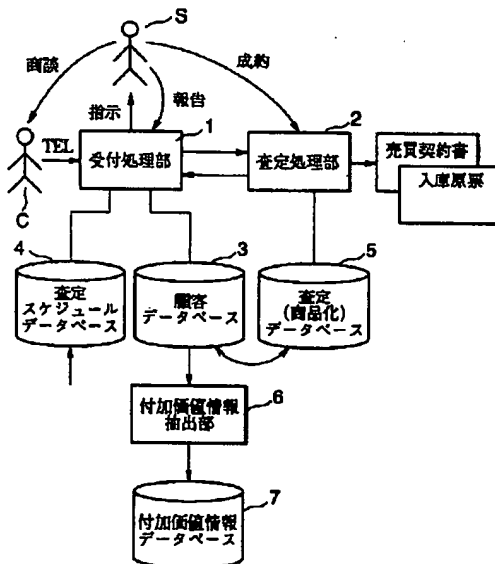 S
商談
成約
指示
報告
1
2
TEL
受付処理部
査定処理部
売買契約書
入庫原票
C
4
3
5
査定
スケジュール
データベース
顧客
データベース
査定
(商品化)
データベース
付加価値情報
抽出部
6
付加価値情報
データベース
7